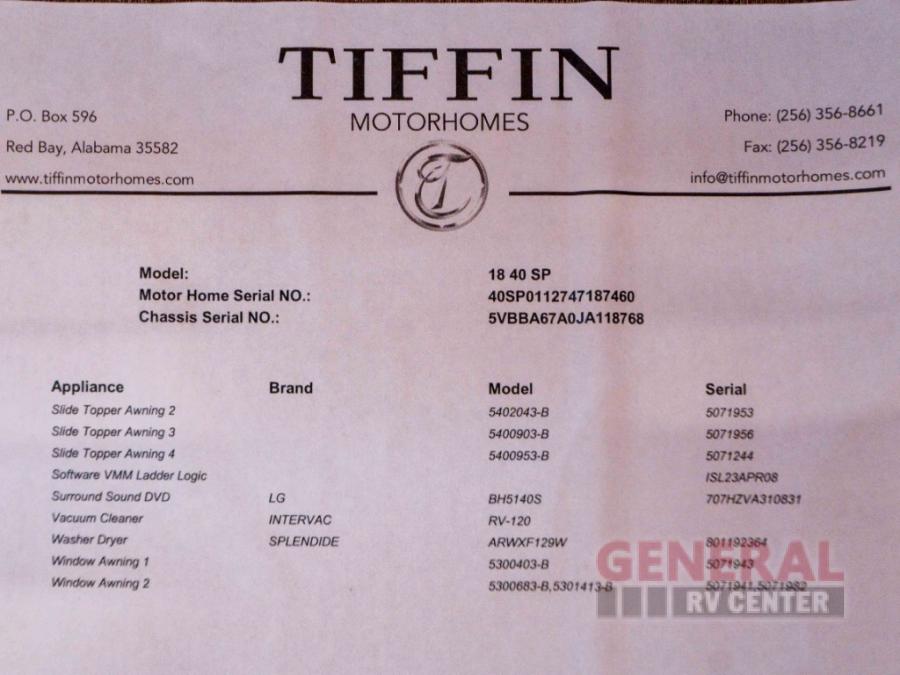 TIFFIN
MOTORHOMES
P.O. Box 596
Red Bay, Alabama 35582
www.tiffinmotorhomes.com
Phone: (256) 356-8661
Fax: (256) 356-8219
info@tiffinmotorhomes.com
T
Model: 18 40 SP
Motor Home Serial NO.: 40SP0112747187460
Chassis Serial NO.: 5VBBA67A0JA118768
Appliance Brand Model Serial
Slide Topper Awning 2 5402043-B 5071953
Slide Topper Awning 3 5400903-B 5071956
Slide Topper Awning 4 5400953-B 5071244
Software VMM Ladder Logic ISL23APR08
Surround Sound DVD LG BH5140S 707HZVA310831
Vacuum Cleaner INTERVAC RV-120
Washer Dryer SPLENDIDE ARWXF129W 801192364
Window Awning 1 5300403-B 5071943
Window Awning 2 5300683-B,5301413-B 5071941,5071982
GENERAL
RV CENTER